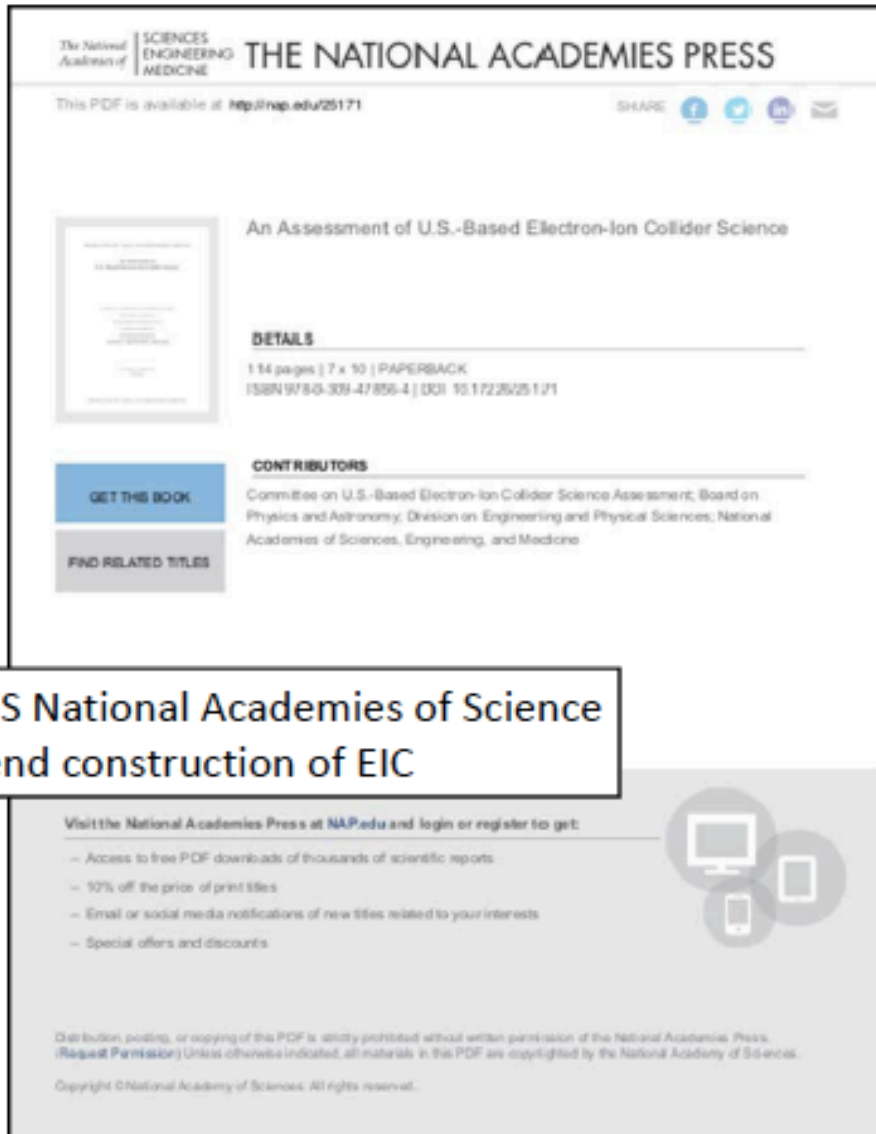 The National Academies of
SCIENCES
ENGINEERING
MEDICINE
THE NATIONAL ACADEMIES PRESS
This PDF is available at http://nap.edu/25171
SHARE
An Assessment of U.S.-Based Electron-Ion Collider Science
DETAILS
114 pages | 7 x 10 | PAPERBACK
ISBN 978-0-309-47856-4 | DOI 10.17226/25171
CONTRIBUTORS
GET THIS BOOK
Committee on U.S.-Based Electron-Ion Collider Science Assessment; Board on
Physics and Astronomy; Division on Engineering and Physical Sciences; National
Academies of Sciences, Engineering, and Medicine
FIND RELATED TITLES
S National Academies of Science
end construction of EIC
Visit the National Academies Press at NAP.edu and login or register to get:
– Access to free PDF downloads of thousands of scientific reports
– 10% off the price of print titles
– Email or social media notifications of new titles related to your interests
– Special offers and discounts
Distribution, posting, or copying of this PDF is strictly prohibited without written permission of the National Academies Press.
(Request Permission) Unless otherwise indicated, all materials in this PDF are copyrighted by the National Academy of Sciences.
Copyright © National Academy of Sciences. All rights reserved.